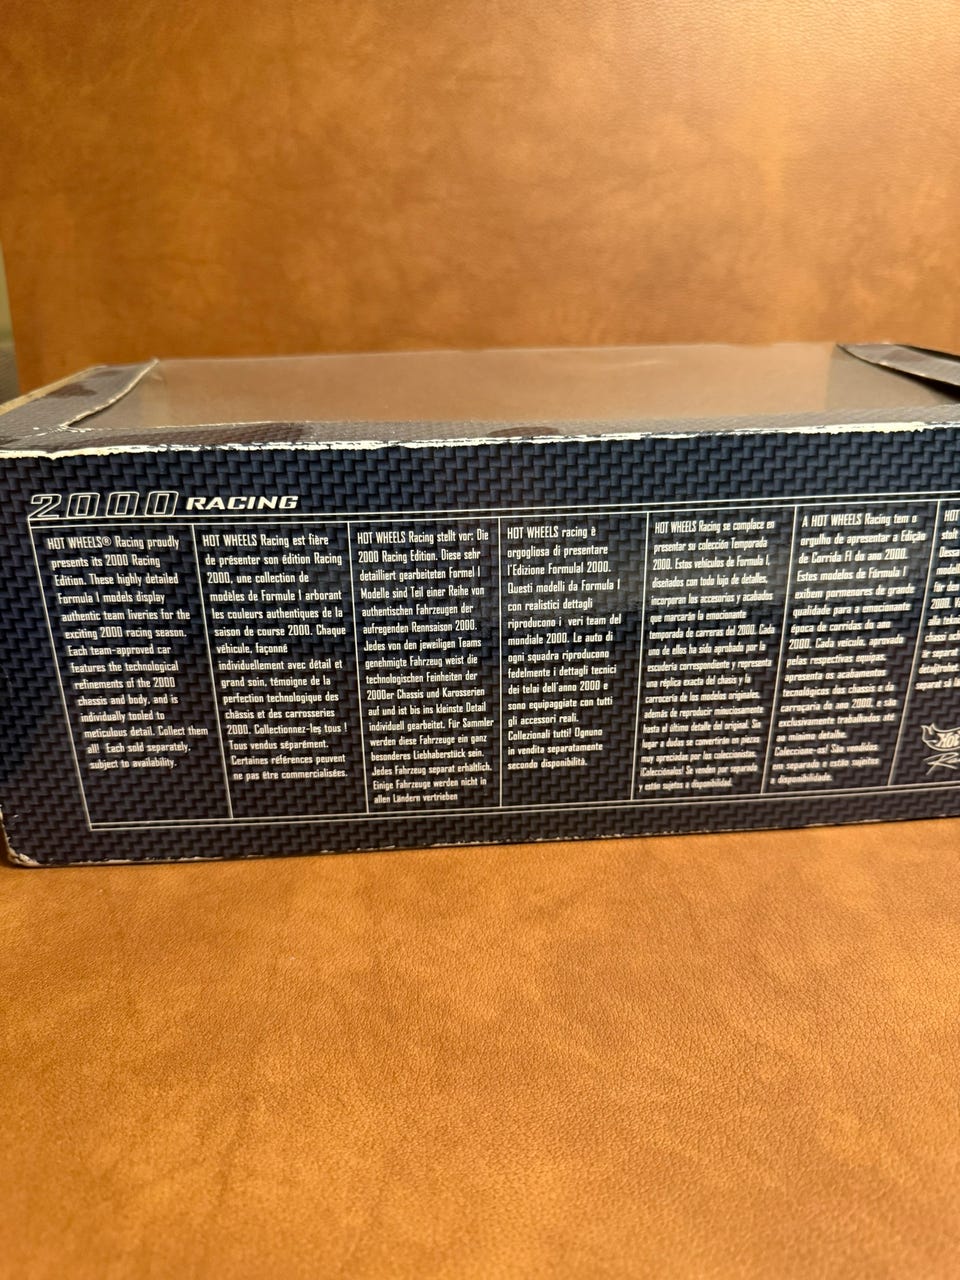 2000 RACING
HOT WHEELS® Racing proudly
presents its 2000 Racing
Edition. These highly detailed
Formula 1 models display
authentic team liveries for the
exciting 2000 racing season.
Each team-approved car
features the technological
refinements of the 2000
chassis and body, and is
individually tooled to
meticulous detail. Collect them
all! Each sold separately,
subject to availability.
HOT WHEELS Racing est fière
de présenter son édition Racing
2000, une collection de
modèles de Formule 1 arborant
les couleurs authentiques de la
saison de course 2000. Chaque
véhicule, façonné
individuellement avec détail et
grand soin, témoigne de la
perfection technologique des
châssis et des carrosseries
2000. Collectionnez-les tous !
Tous vendus séparément.
Certaines références peuvent
ne pas être commercialisées.
HOT WHEELS Racing stellt vor: Die
2000 Racing Edition. Diese sehr
detailliert gearbeiteten Formel 1
Modelle sind Teil einer Reihe von
authentischen Fahrzeugen der
aufregenden Rennsaison 2000.
Jedes von den jeweiligen Teams
genehmigte Fahrzeug weist die
technologischen Feinheiten der
2000er Chassis und Karosserien
auf und ist bis ins kleinste Detail
individuell gearbeitet. Für Sammler
werden diese Fahrzeuge ein ganz
besonderes Liebhaberstück sein.
Jedes Fahrzeug separat erhältlich.
Einige Fahrzeuge werden nicht in
allen Ländern vertrieben
HOT WHEELS racing è
orgogliosa di presentare
l'Edizione Formula1 2000.
Questi modelli da Formula 1
con realistici dettagli
riproducono i veri team del
mondiale 2000. Le auto di
ogni squadra riproducono
fedelmente i dettagli tecnici
dei telai dell'anno 2000 e
sono equipaggiate con tutti
gli accessori reali.
Collezionali tutti! Ognuno
in vendita separatamente
secondo disponibilità.
HOT WHEELS Racing se complace en
presentar su colección Temporada
2000. Estos vehículos de Formula 1,
diseñados con todo lujo de detalles,
incorporan los accesorios y acabados
que marcarán la emocionante
temporada de carreras del 2000. Cada
uno de ellos ha sido aprobado por la
escudería correspondiente y representa
una réplica exacta del chasis y la
carrocería de los modelos originales,
además de reproducir minuciosamente
hasta el último detalle del original. Sin
lugar a dudas se convertirán en piezas
muy apreciadas por los coleccionistas.
¡Colecciónalos! Se venden por separado
y están sujetos a disponibilidad.
A HOT WHEELS Racing tem o
orgulho de apresentar a Edição
de Corrida F1 do ano 2000.
Estes modelos de Fórmula 1
exibem pormenores de grande
qualidade para a emocionante
época de corridas do ano
2000. Cada veículo, aprovado
pelas respectivas equipas,
apresenta os acabamentos
tecnológicos dos chassis e da
carroçaria do ano 2000, e são
exclusivamente trabalhados até
ao mínimo detalhe.
Coleccione-os! São vendidos
em separado e estão sujeitos
a disponibilidade.
HOT
stolt
Dessa
modell
2000.